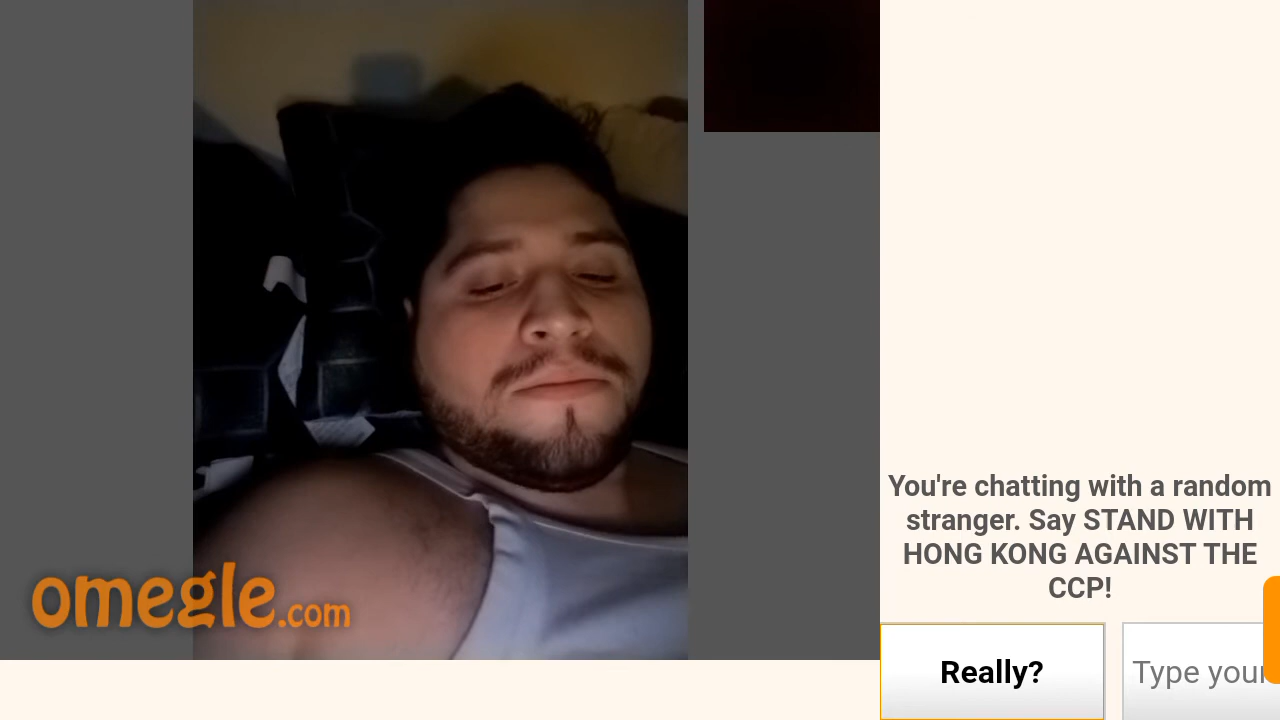 omegle.com
You're chatting with a random
stranger. Say STAND WITH
HONG KONG AGAINST THE
CCP!
Really?
Type your